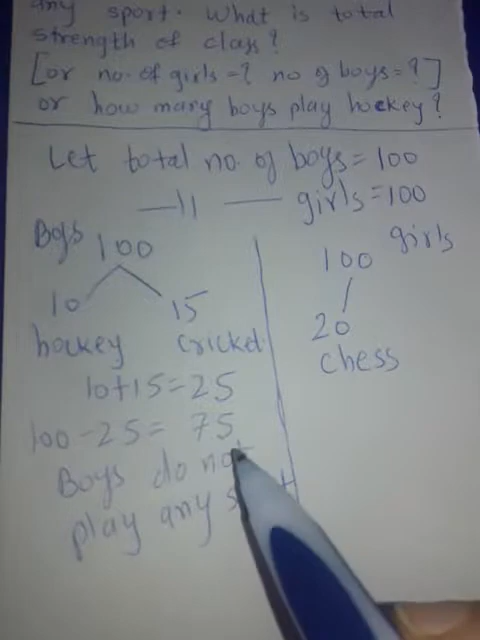 any sport. What is total
strength of class?
[or no. of girls=? no of boys=?]
or how many boys play hockey?
Let total no. of boys=100
—11— girls=100
Boys 100
10 15
hockey cricket
10+15=25
100-25= 75
Boys do not
play any
girls
100
20
chess